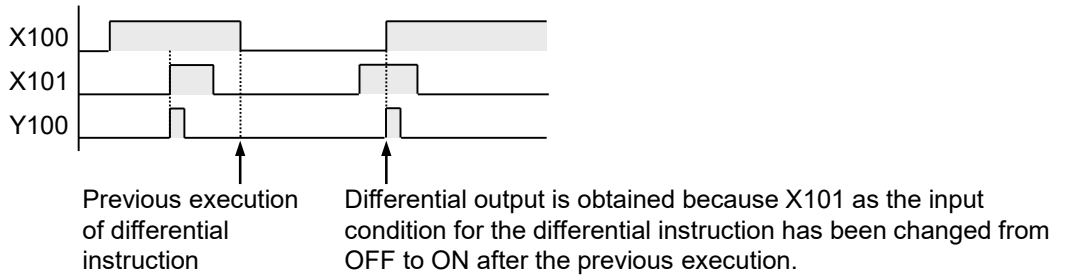 X100
X101
Y100
Previous execution
of differential
instruction
Differential output is obtained because X101 as the input
condition for the differential instruction has been changed from
OFF to ON after the previous execution.